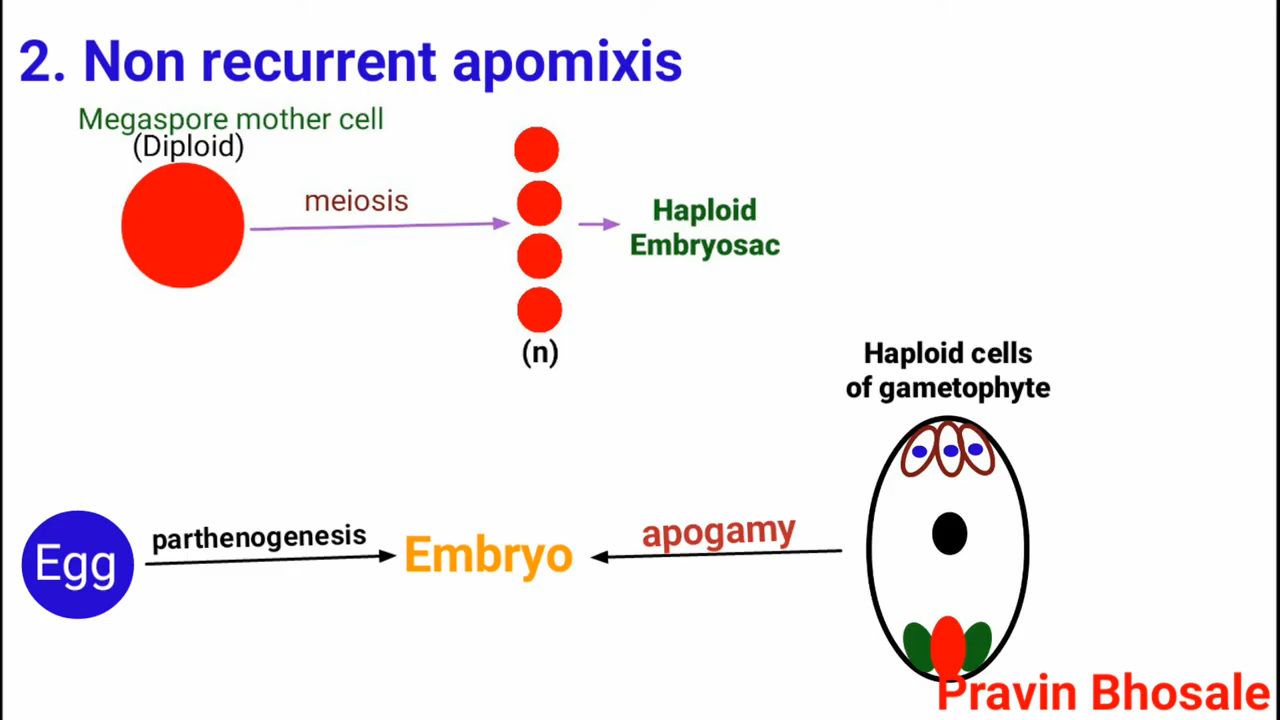 2. Non recurrent apomixis
Megaspore mother cell
(Diploid)
meiosis
Haploid
Embryosac
(n)
Haploid cells
of gametophyte
Egg
parthenogenesis
Embryo
apogamy
Pravin Bhosale